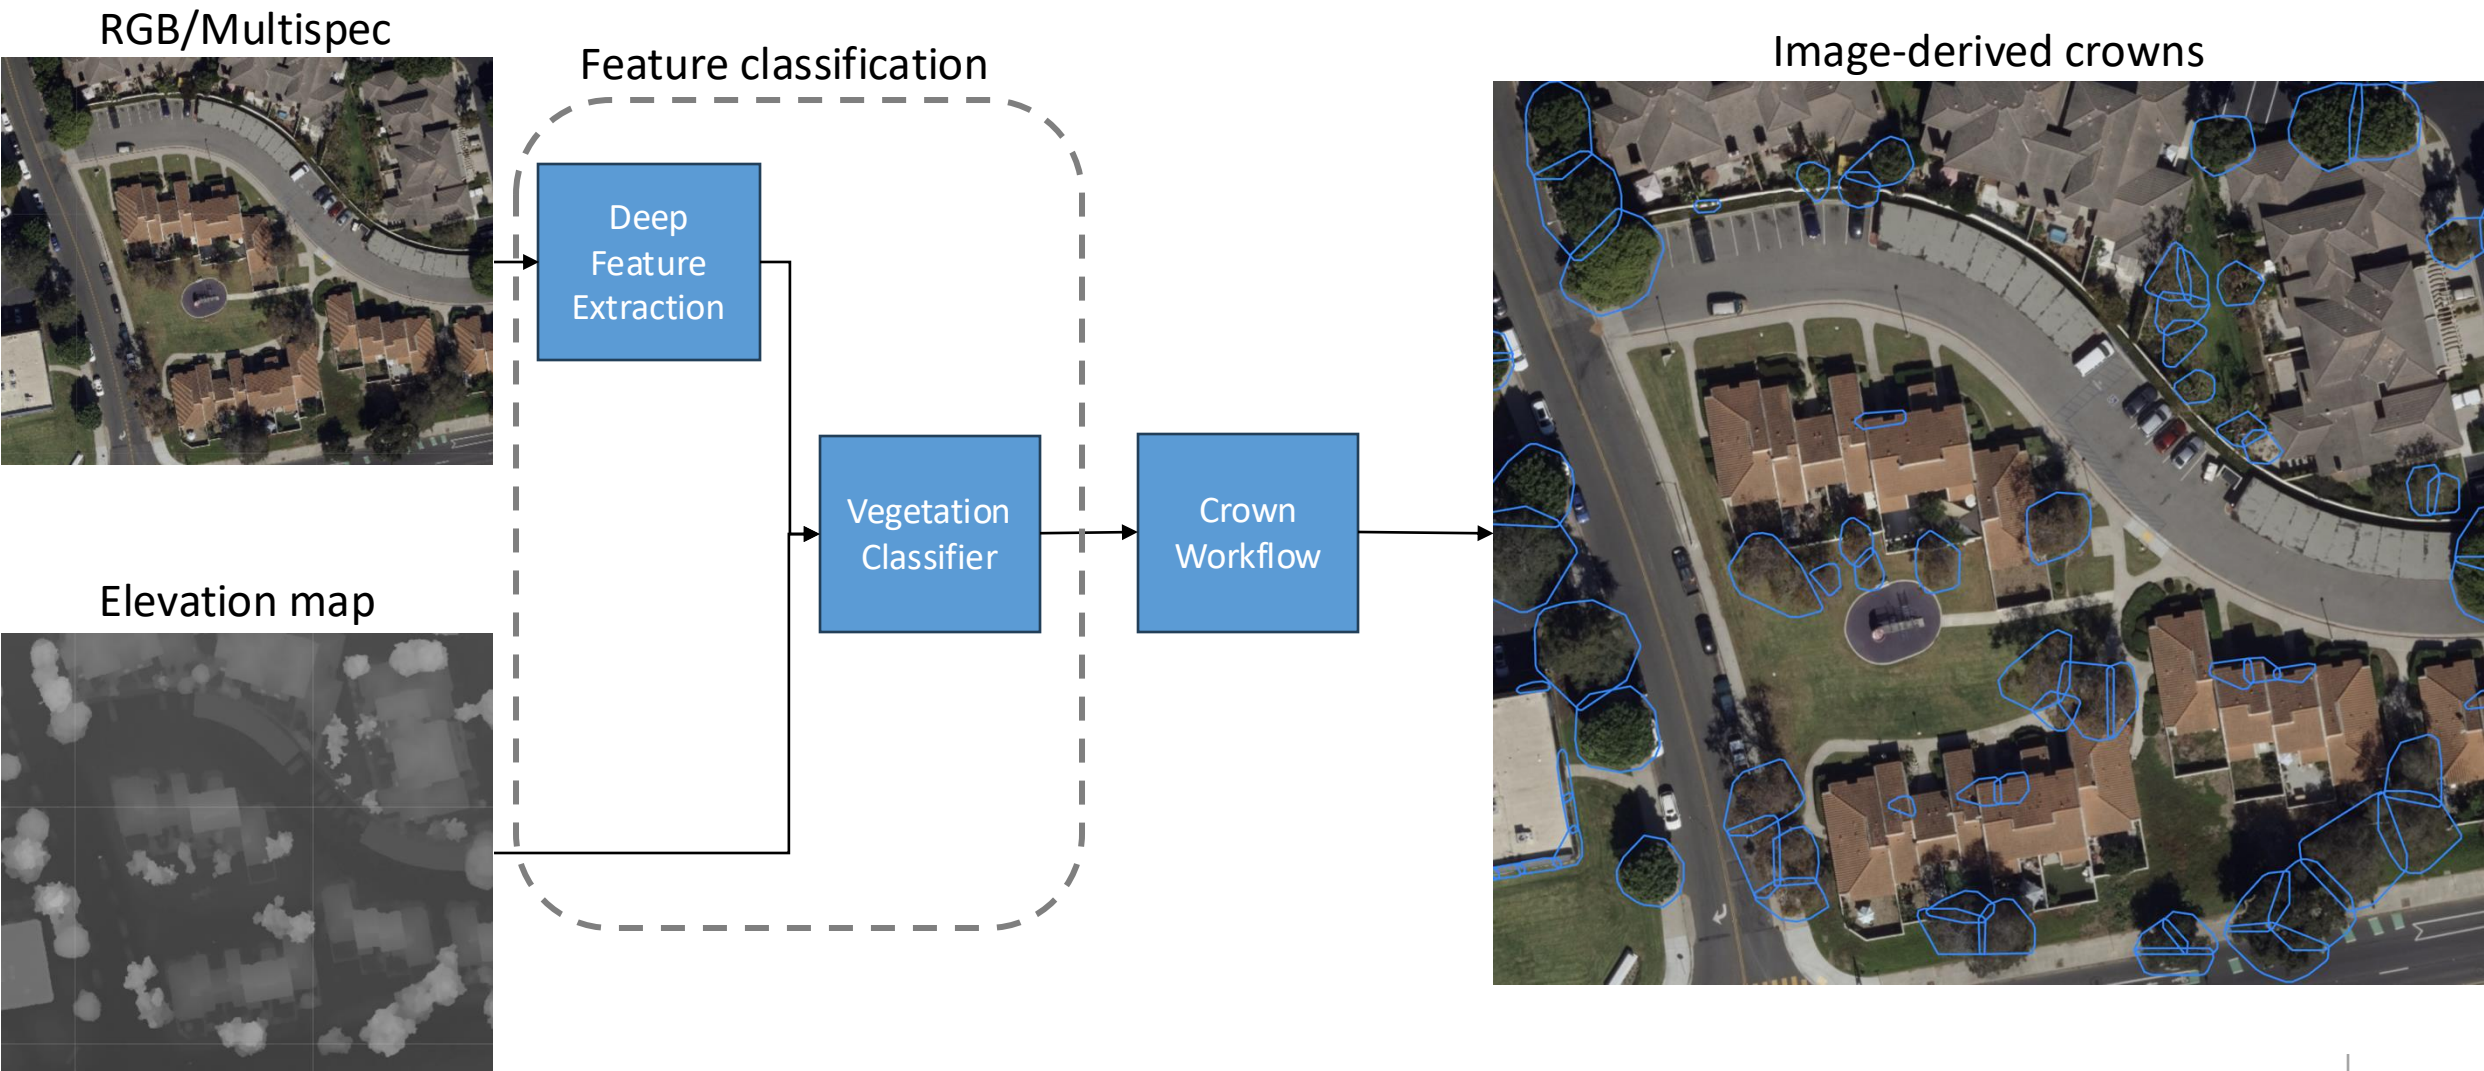 RGB/Multispec
Feature classification
Image-derived crowns
Deep
Feature
Extraction
Vegetation
Classifier
Crown
Workflow
Elevation map